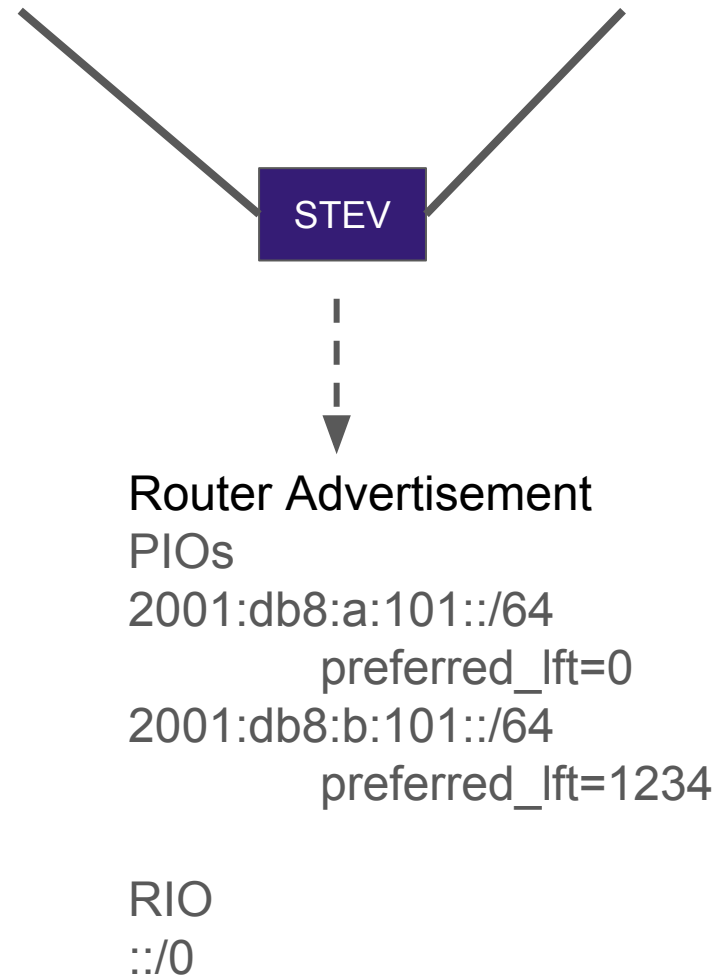 STEV
Router Advertisement
PIOs
2001:db8:a:101::/64
preferred_lft=0
2001:db8:b:101::/64
preferred_lft=1234
RIO
::/0